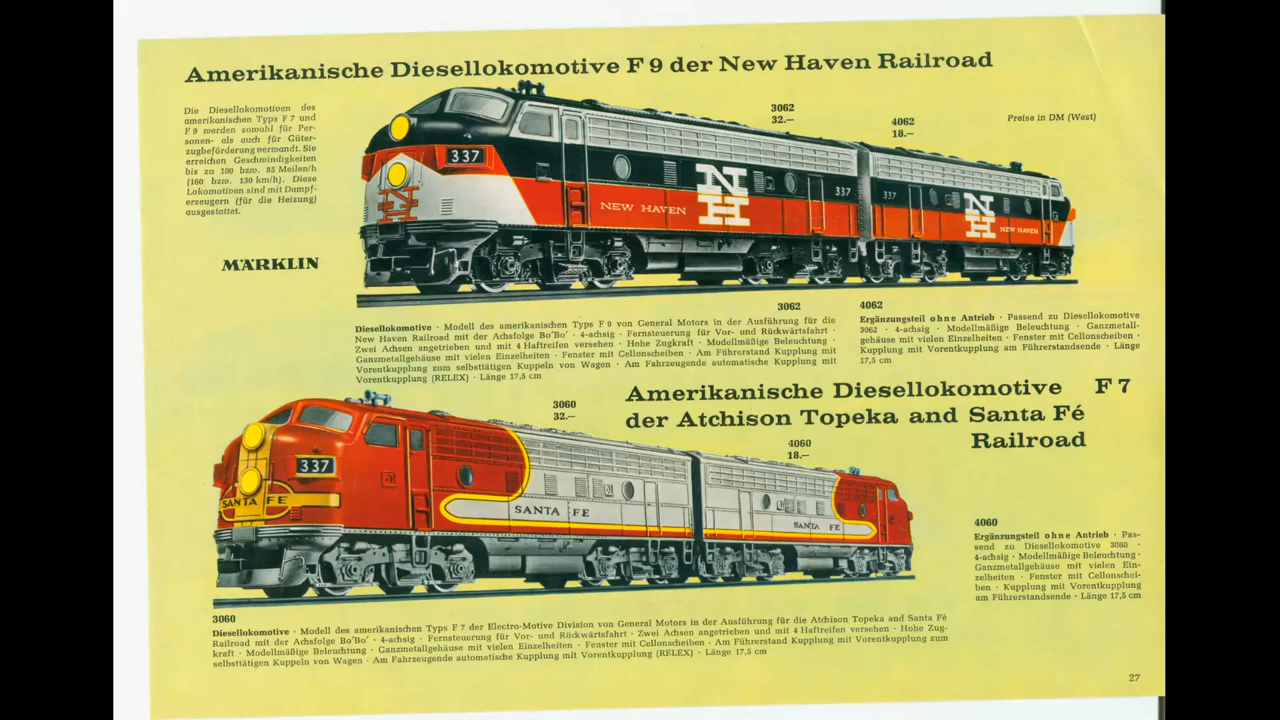 Amerikanische Diesellokomotive F 9 der New Haven Railroad
Die Diesellokomotiven des
amerikanischen Typs F 7 und
F 9 werden sowohl für Per-
sonen- als auch für Güter-
zugbeförderung verwandt. Sie
erreichen Geschwindigkeiten
bis zu 100 bzw. 85 Meilen/h
(160 bzw. 130 km/h). Diese
Lokomotiven sind mit Dampf-
erzeugern (für die Heizung)
ausgestattet.
MÄRKLIN
3062
32.—
4062
18.—
Preise in DM (West)
337
NH
NEW HAVEN
NH
337
337
NH
NEW HAVEN
3062
Diesellokomotive · Modell des amerikanischen Typs F 9 von General Motors in der Ausführung für die
New Haven Railroad mit der Achsfolge Bo'Bo' · 4-achsig · Fernsteuerung für Vor- und Rückwärtsfahrt ·
Zwei Achsen angetrieben und mit 4 Haftreifen versehen · Hohe Zugkraft · Modellmäßige Beleuchtung ·
Ganzmetallgehäuse mit vielen Einzelheiten · Fenster mit Cellonscheiben · Am Führerstand Kupplung mit
Vorentkupplung zum selbsttätigen Kuppeln von Wagen · Am Fahrzeugende automatische Kupplung mit
Vorentkupplung (RELEX) · Länge 17,5 cm
4062
Ergänzungsteil ohne Antrieb · Passend zu Diesellokomotive
3062 · 4-achsig · Modellmäßige Beleuchtung · Ganzmetall-
gehäuse mit vielen Einzelheiten · Fenster mit Cellonscheiben ·
Kupplung mit Vorentkupplung am Führerstandsende · Länge
17,5 cm
Amerikanische Diesellokomotive F 7
der Atchison Topeka and Santa Fé
Railroad
3060
32.—
4060
18.—
337
SANTA FE
SANTA FE
SANTA FE
4060
Ergänzungsteil ohne Antrieb · Pas-
send zu Diesellokomotive 3060 ·
4-achsig · Modellmäßige Beleuchtung ·
Ganzmetallgehäuse mit vielen Ein-
zelheiten · Fenster mit Cellonschei-
ben · Kupplung mit Vorentkupplung
am Führerstandsende · Länge 17,5 cm
3060
Diesellokomotive · Modell des amerikanischen Typs F 7 der Electro-Motive Division von General Motors in der Ausführung für die Atchison Topeka and Santa Fé
Railroad mit der Achsfolge Bo'Bo' · 4-achsig · Fernsteuerung für Vor- und Rückwärtsfahrt · Zwei Achsen angetrieben und mit 4 Haftreifen versehen · Hohe Zug-
kraft · Modellmäßige Beleuchtung · Ganzmetallgehäuse mit vielen Einzelheiten · Fenster mit Cellonscheiben · Am Führerstand Kupplung mit Vorentkupplung zum
selbsttätigen Kuppeln von Wagen · Am Fahrzeugende automatische Kupplung mit Vorentkupplung (RELEX) · Länge 17,5 cm
27